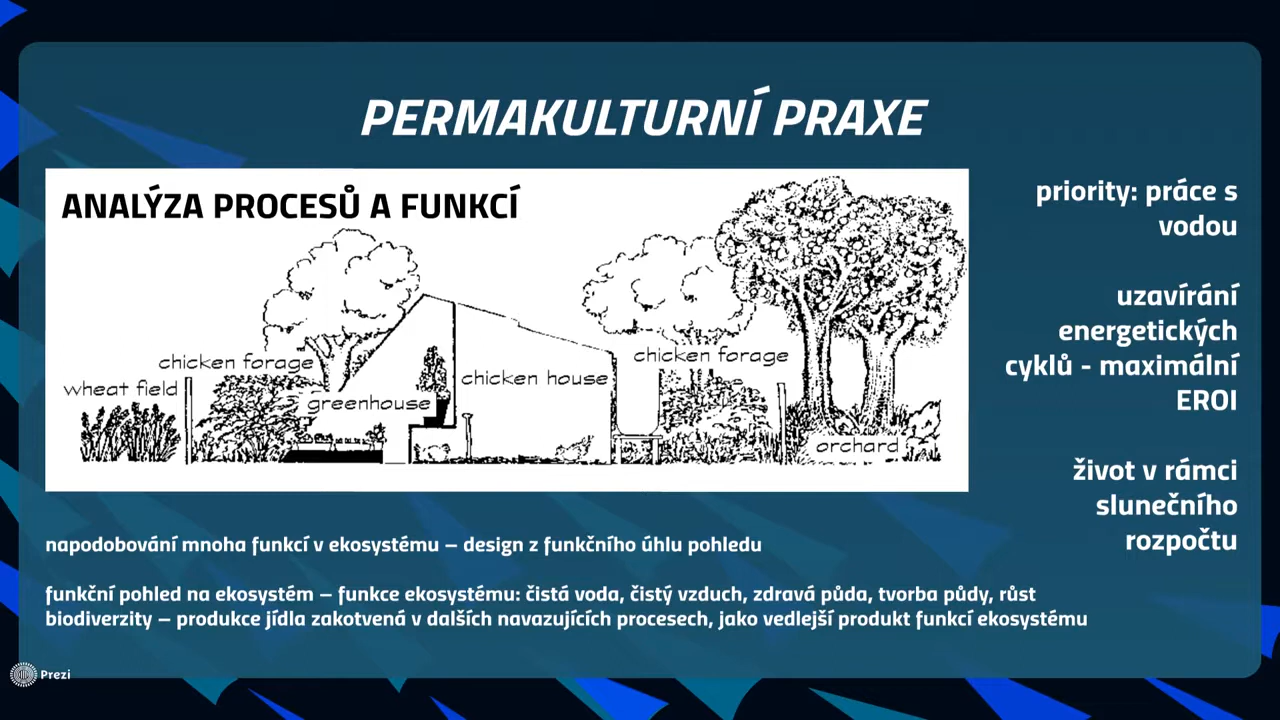 PERMAKULTURNÍ PRAXE
ANALÝZA PROCESŮ A FUNKCÍ
chicken forage
wheat field
greenhouse
chicken house
chicken forage
orchard
priority: práce s
vodou
uzavírání
energetických
cyklů - maximální
EROI
život v rámci
slunečního
rozpočtu
napodobování mnoha funkcí v ekosystému – design z funkčního úhlu pohledu
funkční pohled na ekosystém – funkce ekosystému: čistá voda, čistý vzduch, zdravá půda, tvorba půdy, růst
biodiverzity – produkce jídla zakotvená v dalších navazujících procesech, jako vedlejší produkt funkcí ekosystému
Prezi